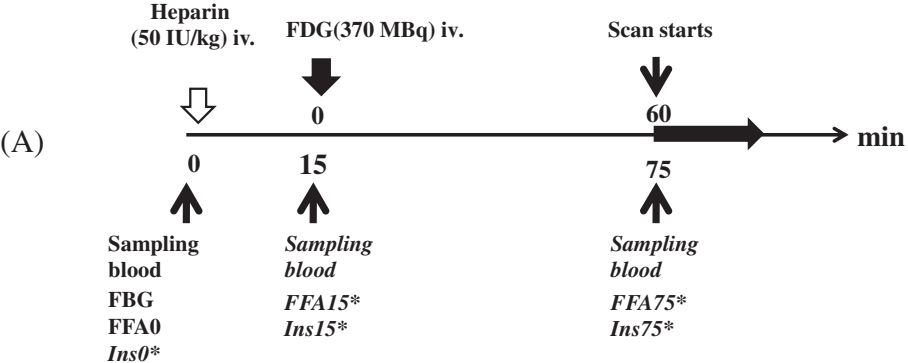 Heparin
(50 IU/kg) iv.
FDG(370 MBq) iv.
Scan starts
0
60
(A)
min
0
15
75
Sampling
blood
FBG
FFA0
Ins0*
Sampling
blood
FFA15*
Ins15*
Sampling
blood
FFA75*
Ins75*